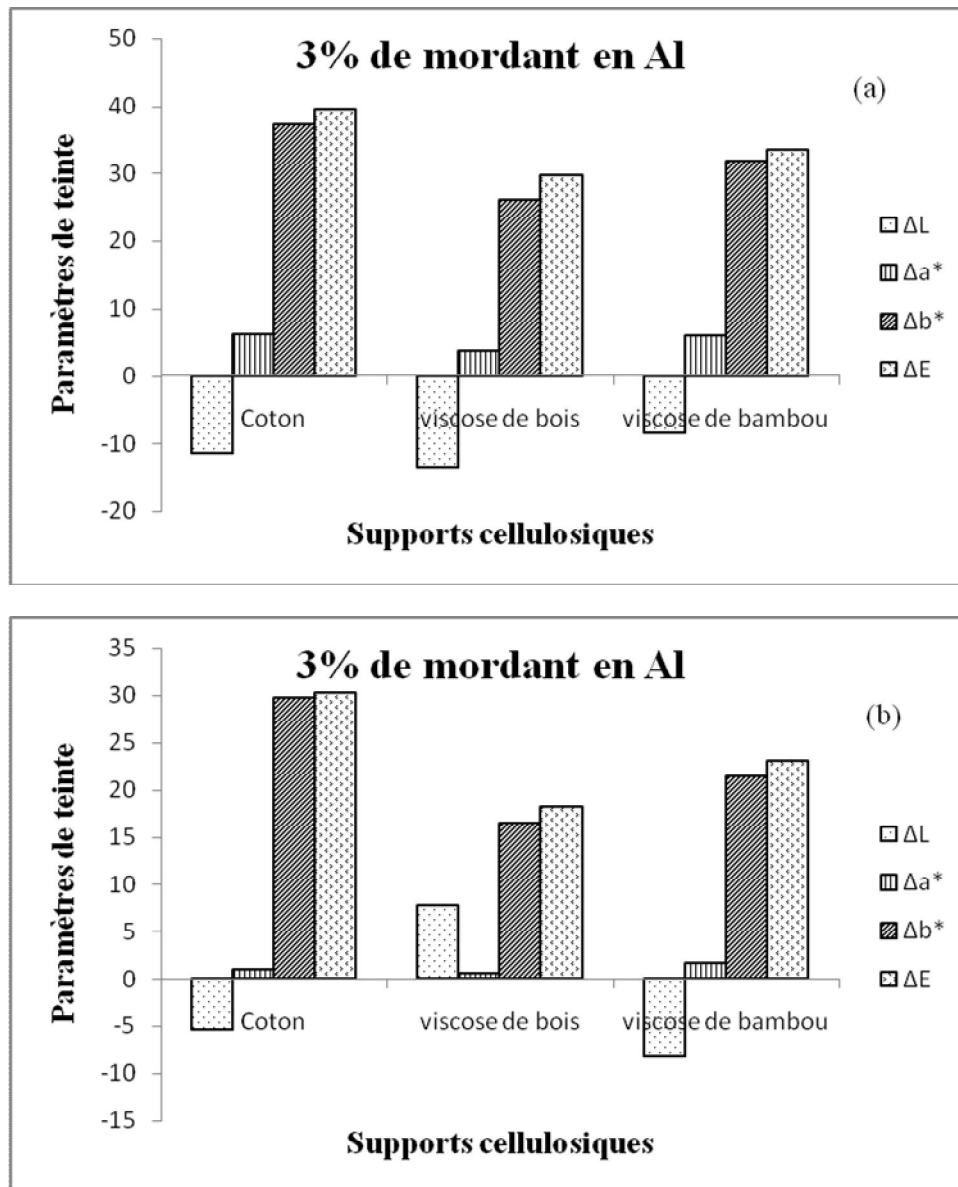 3% de mordant en Al
(a)
Paramètres de teinte
50
40
30
20
10
0
-10
-20
Coton
viscose de bois
viscose de bambou
Supports cellulosiques
ΔL
Δa*
Δb*
ΔE
3% de mordant en Al
(b)
Paramètres de teinte
35
30
25
20
15
10
5
0
-5
-10
-15
Coton
viscose de bois
viscose de bambou
Supports cellulosiques
ΔL
Δa*
Δb*
ΔE